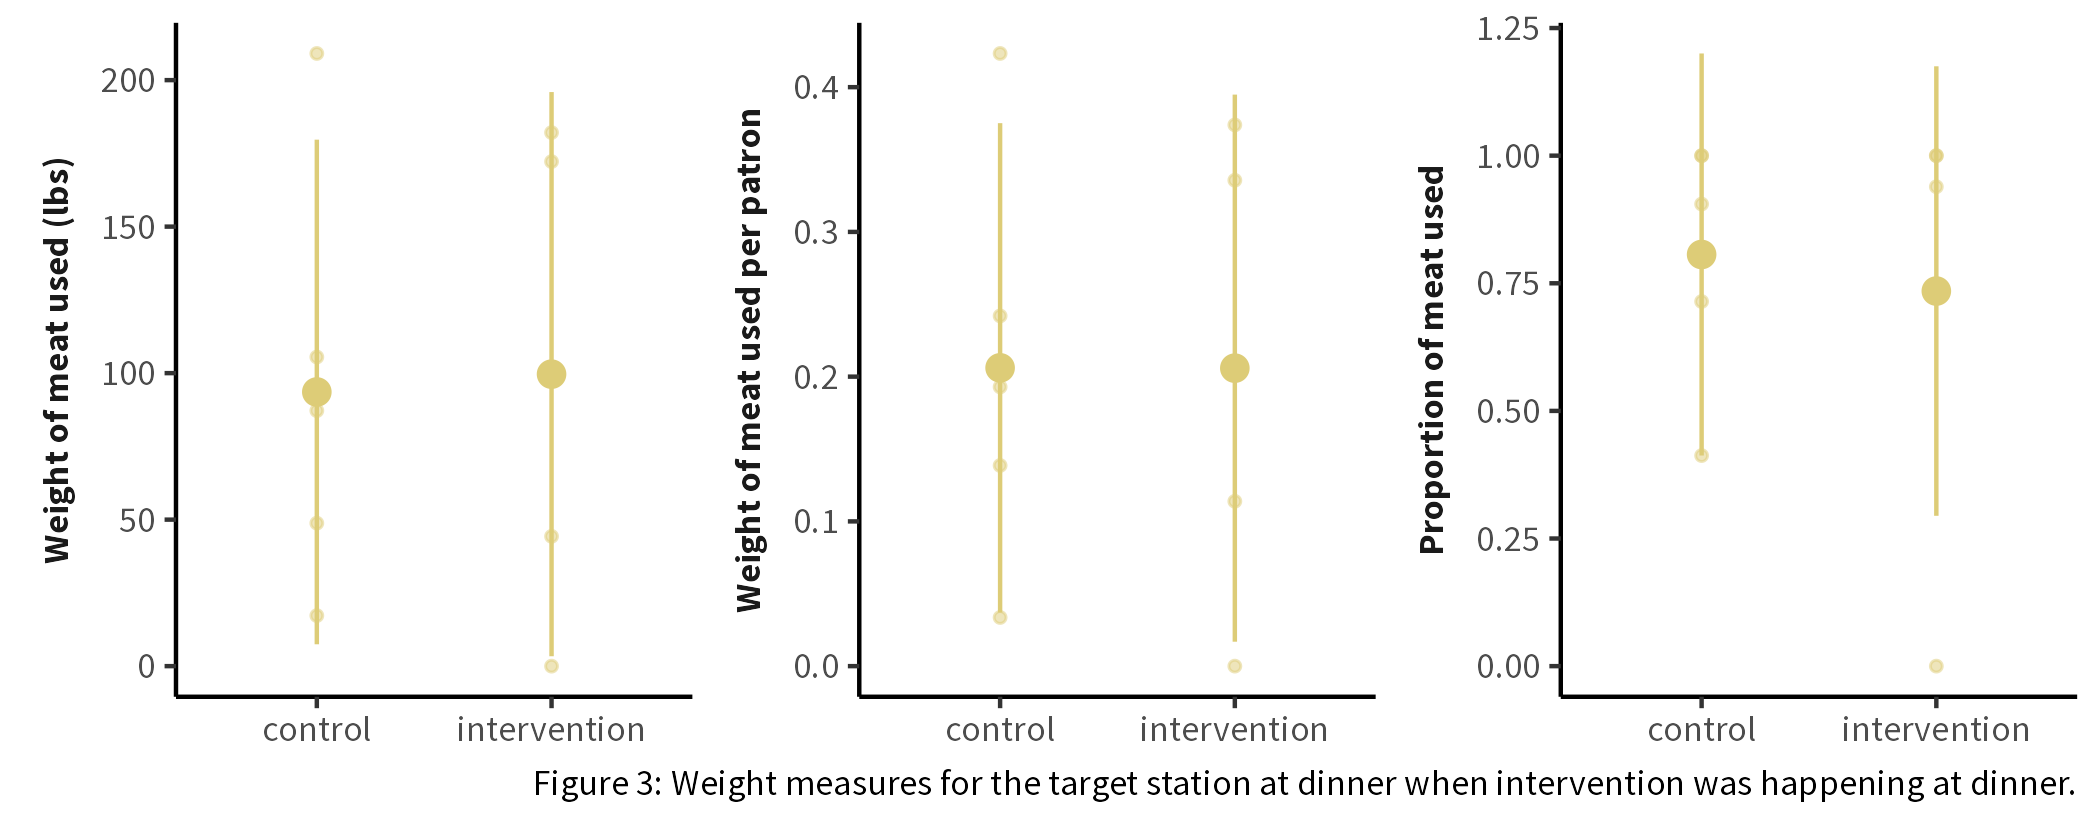 Weight of meat used (lbs)
200
150
100
50
0
control intervention
Weight of meat used per patron
0.4
0.3
0.2
0.1
0.0
control intervention
Proportion of meat used
1.25
1.00
0.75
0.50
0.25
0.00
control intervention
Figure 3: Weight measures for the target station at dinner when intervention was happening at dinner.